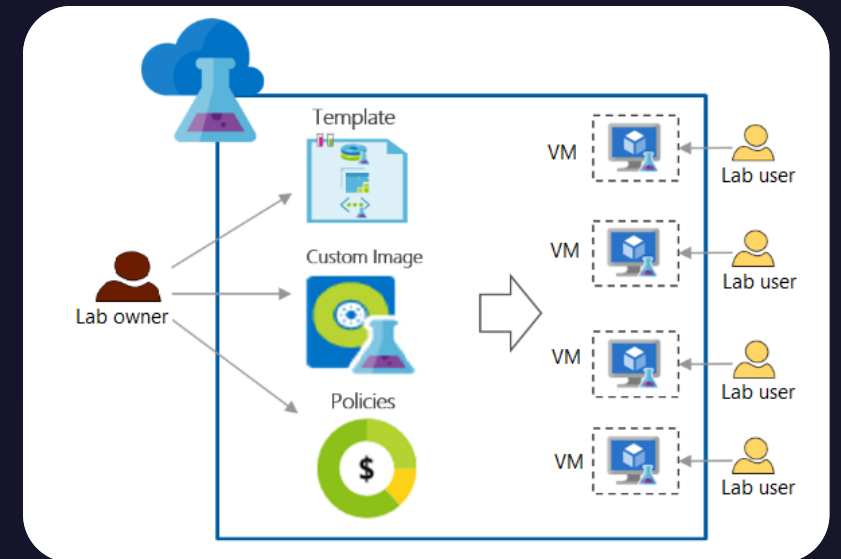 Template
VM
Lab user
Custom Image
VM
Lab user
Lab owner
VM
Lab user
Policies
$
VM
Lab user